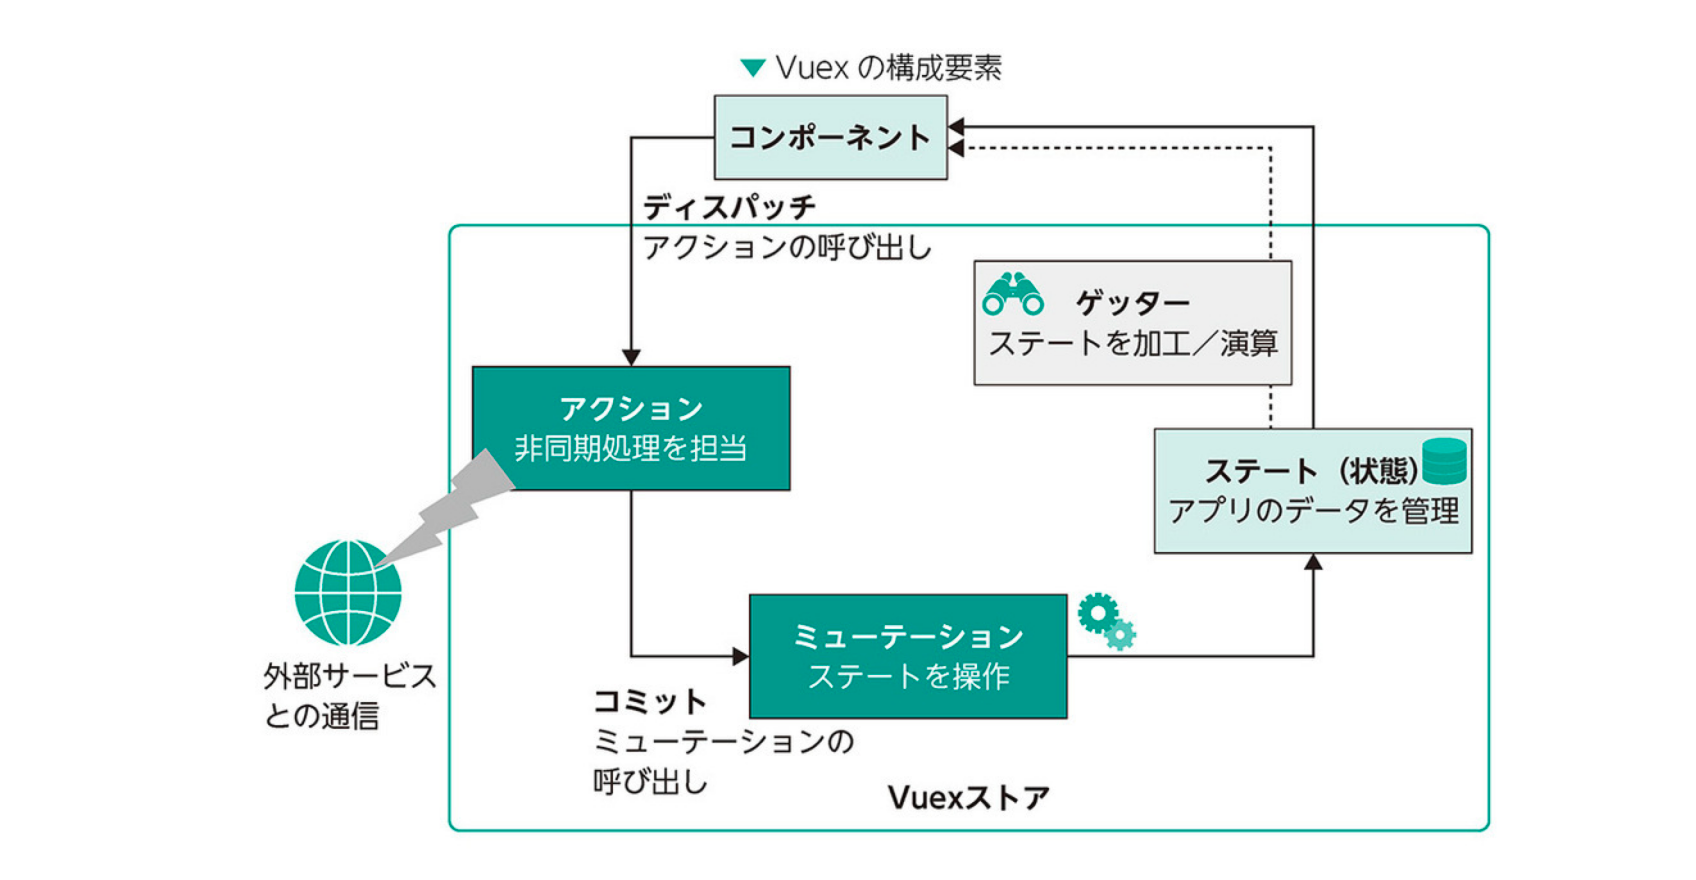 ▼ Vuex の構成要素
コンポーネント
ディスパッチ
アクションの呼び出し
ゲッター
ステートを加工／演算
アクション
非同期処理を担当
ステート（状態）
アプリのデータを管理
外部サービス
との通信
ミューテーション
ステートを操作
コミット
ミューテーションの
呼び出し
Vuexストア